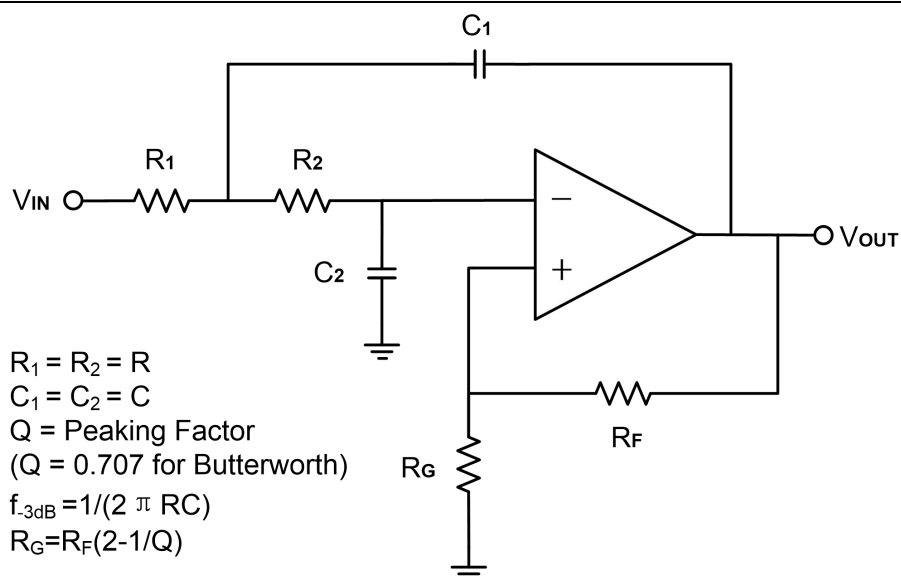 C1
R1
R2
VIN
VOUT
−
+
C2
RF
RG
R1 = R2 = R
C1 = C2 = C
Q = Peaking Factor
(Q = 0.707 for Butterworth)
f-3dB =1/(2 π RC)
RG=RF(2-1/Q)